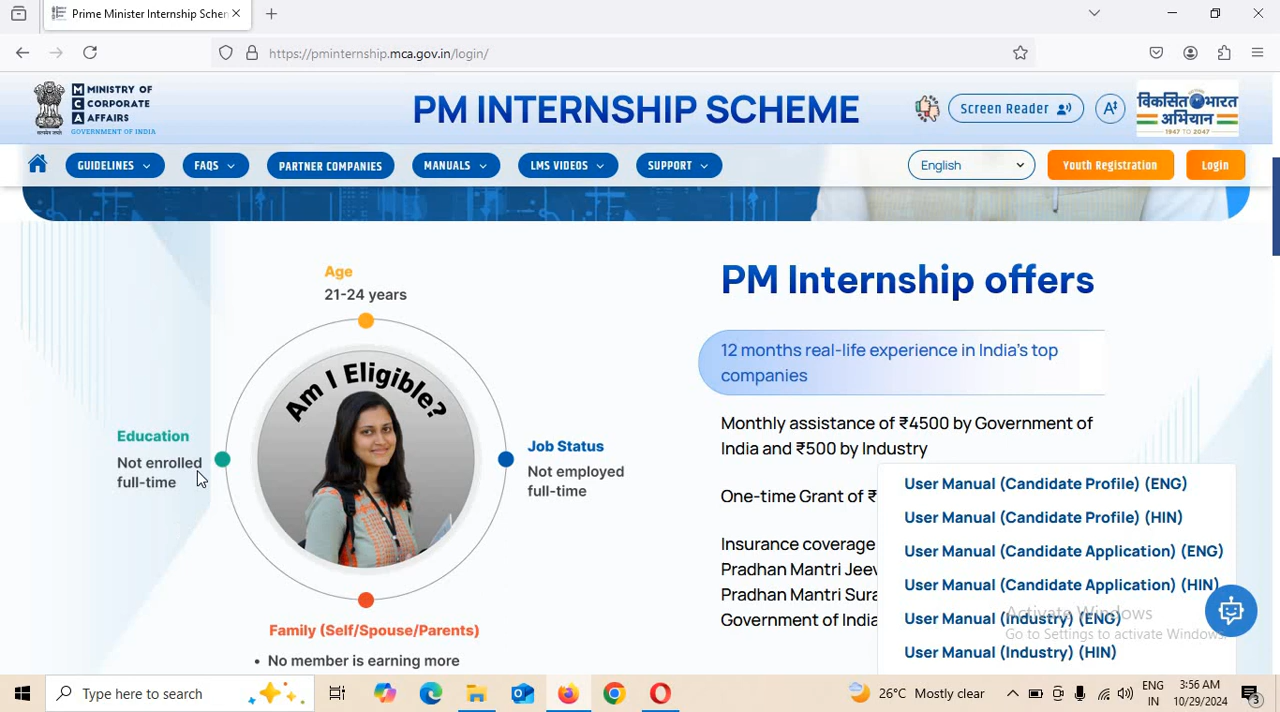 Prime Minister Internship Schem
https://pminternship.mca.gov.in/login/
MINISTRY OF
CORPORATE
AFFAIRS
GOVERNMENT OF INDIA
MCA
PM INTERNSHIP SCHEME
Screen Reader
A
विकसित भारत
अभियान
1947 TO 2047
GUIDELINES
FAQS
PARTNER COMPANIES
MANUALS
LMS VIDEOS
SUPPORT
English
Youth Registration
Login
Age
21-24 years
Am I Eligible?
Education
Not enrolled
full-time
Job Status
Not employed
full-time
Family (Self/Spouse/Parents)
• No member is earning more
PM Internship offers
12 months real-life experience in India's top
companies
Monthly assistance of ₹4500 by Government of
India and ₹500 by Industry
One-time Grant of ₹
Insurance coverage
Pradhan Mantri Jeev
Pradhan Mantri Sura
Government of India
User Manual (Candidate Profile) (ENG)
User Manual (Candidate Profile) (HIN)
User Manual (Candidate Application) (ENG)
User Manual (Candidate Application) (HIN)
User Manual (Industry) (ENG)
User Manual (Industry) (HIN)
Activate Windows
Go to Settings to activate Windows.
Type here to search
26°C Mostly clear
ENG
IN
3:56 AM
10/29/2024
3